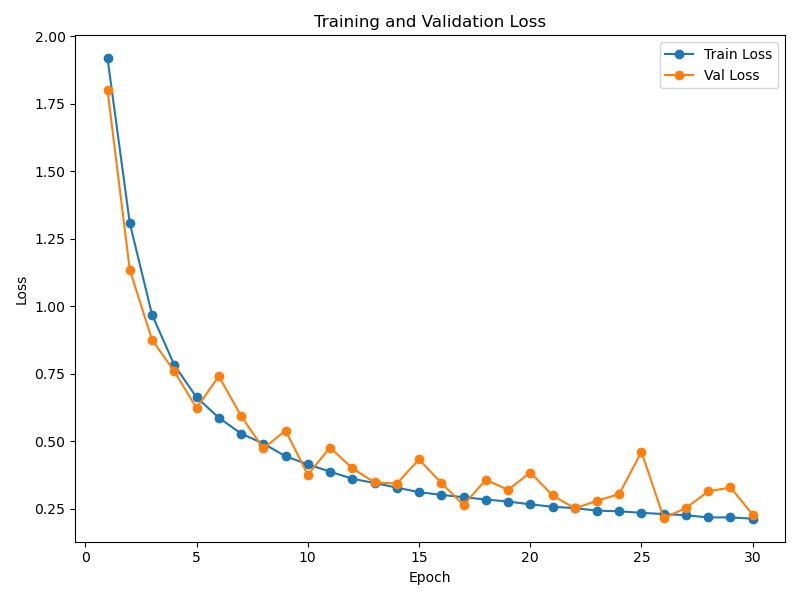 Training and Validation Loss
Train Loss
Val Loss
2.00
1.75
1.50
1.25
1.00
0.75
0.50
0.25
Loss
0 5 10 15 20 25 30
Epoch